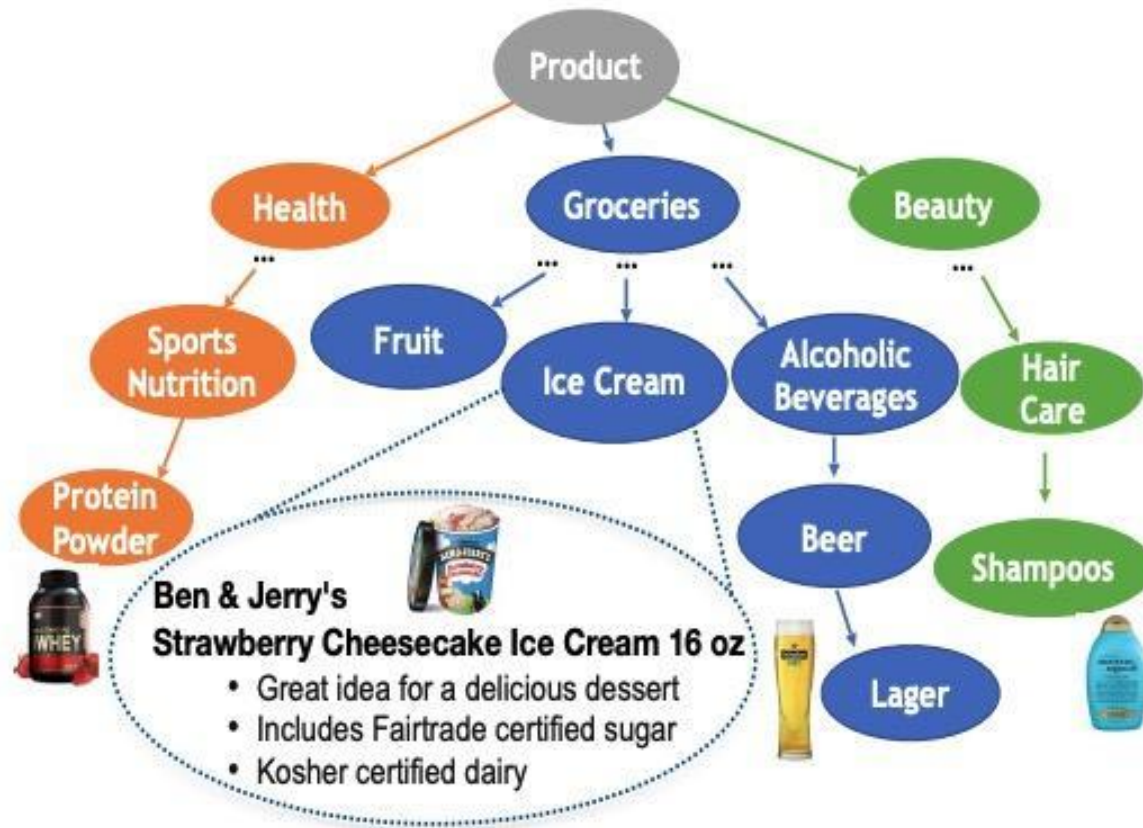 Product
Health
Groceries
Beauty
...
...
...
...
Sports
Nutrition
Fruit
Ice Cream
Alcoholic
Beverages
Hair
Care
Protein
Powder
Beer
Shampoos
Lager
WHEY
BEN & JERRY'S
Ben & Jerry's
Strawberry Cheesecake Ice Cream 16 oz
• Great idea for a delicious dessert
• Includes Fairtrade certified sugar
• Kosher certified dairy